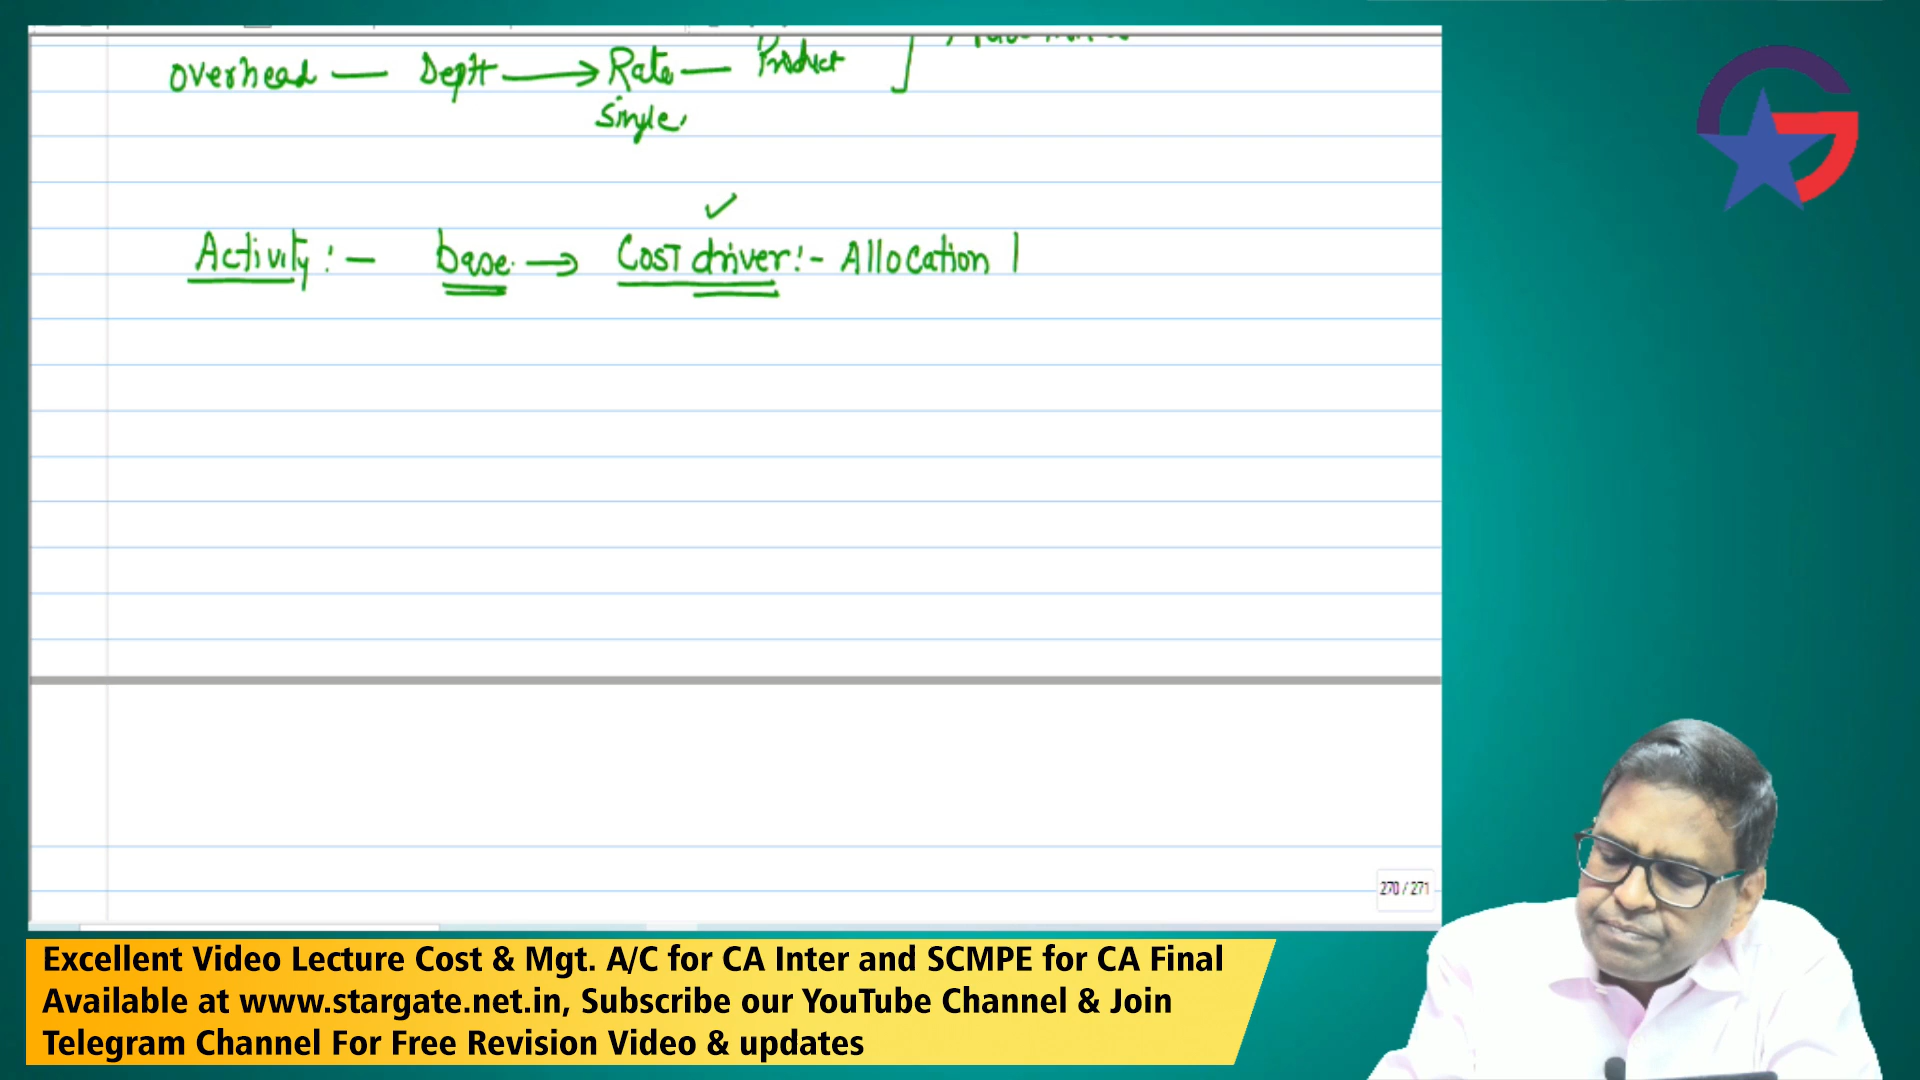 overhead — Deptt → Rate — Product ]
Single
✓
Activity :- base → Cost driver :- Allocation |
270 / 271
Excellent Video Lecture Cost & Mgt. A/C for CA Inter and SCMPE for CA Final
Available at www.stargate.net.in, Subscribe our YouTube Channel & Join
Telegram Channel For Free Revision Video & updates